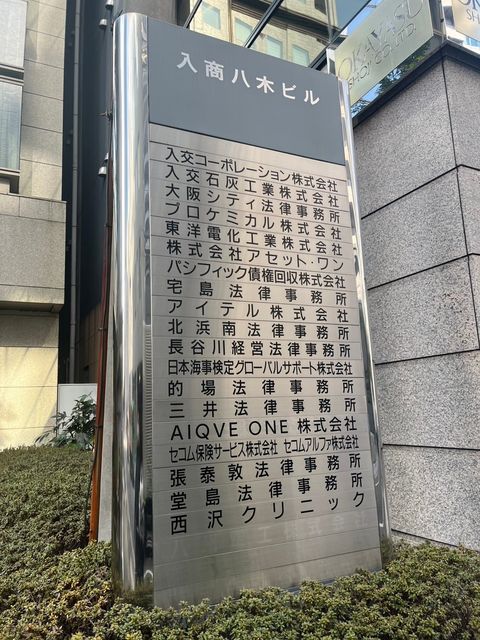 入商八木ビル
入交コーポレーション株式会社
入交石灰工業株式会社
大阪シティ法律事務所
プロケミカル株式会社
東洋電化工業株式会社
株式会社アセット・ワン
パシフィック債権回収株式会社
宅島法律事務所
アイテル株式会社
北浜南法律事務所
長谷川経営法律事務所
日本海事検定グローバルサポート株式会社
的場法律事務所
三井法律事務所
AIQVE ONE 株式会社
セコム保険サービス株式会社 セコムアルファ株式会社
張泰敦法律事務所
堂島法律事務所
西沢クリニック
OKAYASU
SHOJI CO.,LTD.